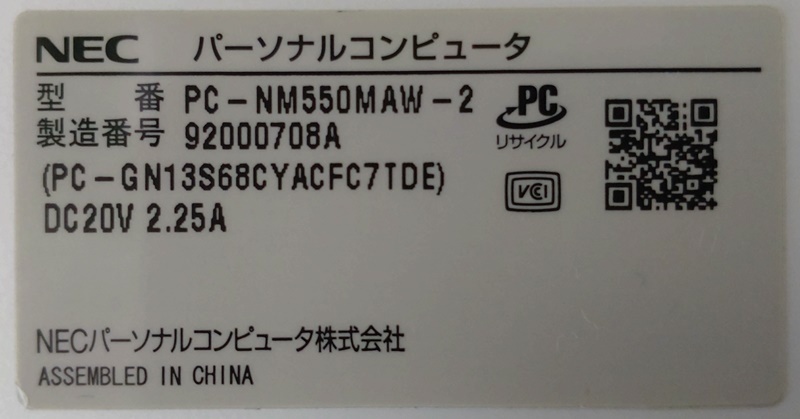 NEC パーソナルコンピュータ
型　　番 PC-NM550MAW-2
製造番号 92000708A
(PC-GN13S68CYACFC7TDE)
DC20V 2.25A
PC
リサイクル
VCI
NECパーソナルコンピュータ株式会社
ASSEMBLED IN CHINA